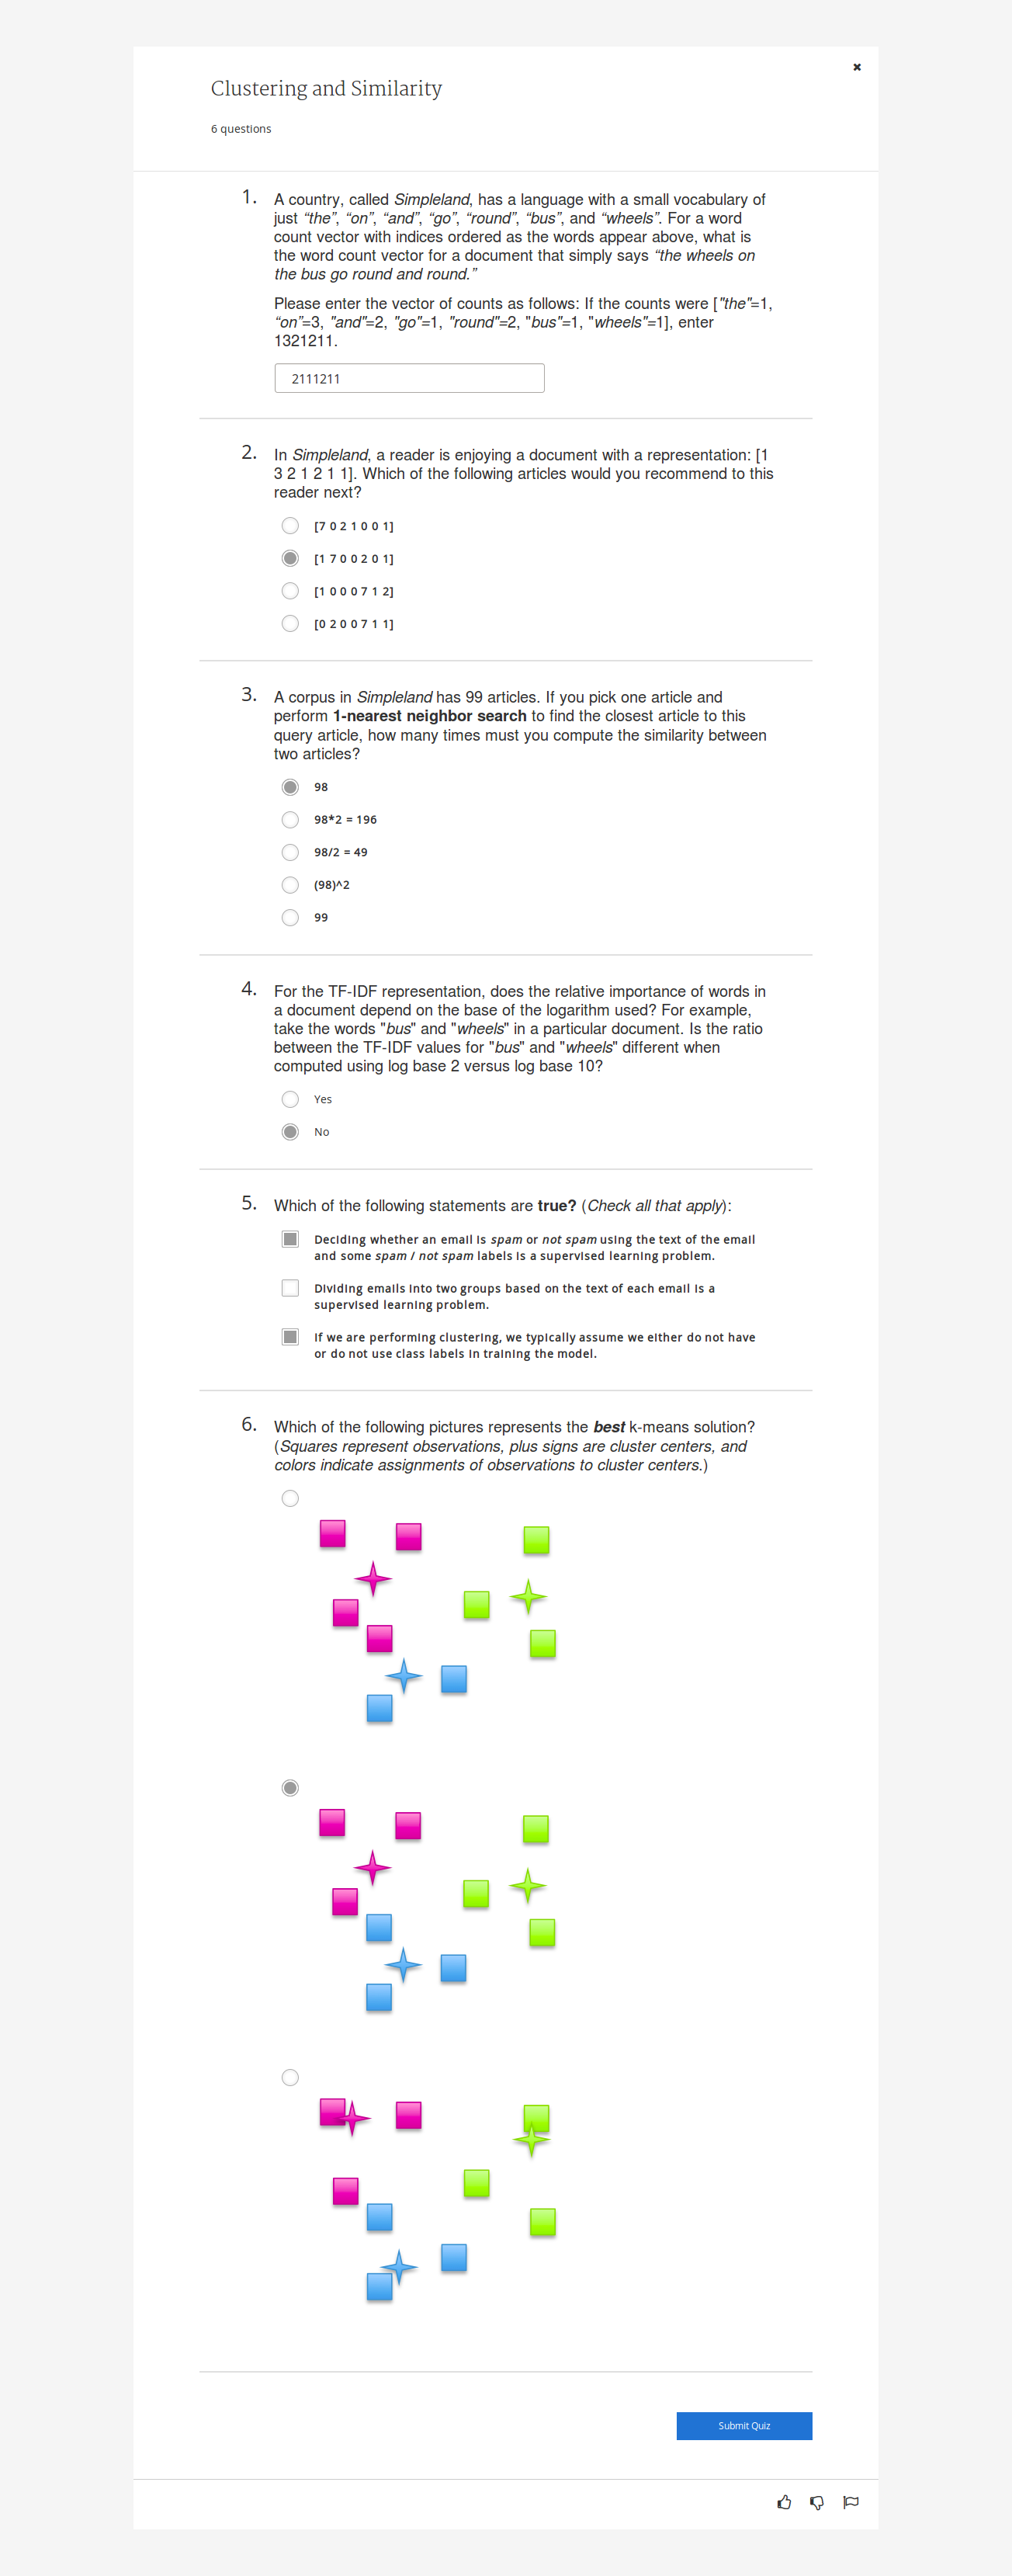 Clustering and Similarity
6 questions
1. A country, called Simpleland, has a language with a small vocabulary of
just “the”, “on”, “and”, “go”, “round”, “bus”, and “wheels”. For a word
count vector with indices ordered as the words appear above, what is
the word count vector for a document that simply says “the wheels on
the bus go round and round.”
Please enter the vector of counts as follows: If the counts were ["the"=1,
“on”=3, "and"=2, "go"=1, "round"=2, "bus"=1, "wheels"=1], enter
1321211.
2111211
2. In Simpleland, a reader is enjoying a document with a representation: [1
3 2 1 2 1 1]. Which of the following articles would you recommend to this
reader next?
[7 0 2 1 0 0 1]
[1 7 0 0 2 0 1]
[1 0 0 0 7 1 2]
[0 2 0 0 7 1 1]
3. A corpus in Simpleland has 99 articles. If you pick one article and
perform 1-nearest neighbor search to find the closest article to this
query article, how many times must you compute the similarity between
two articles?
98
98*2 = 196
98/2 = 49
(98)^2
99
4. For the TF-IDF representation, does the relative importance of words in
a document depend on the base of the logarithm used? For example,
take the words "bus" and "wheels" in a particular document. Is the ratio
between the TF-IDF values for "bus" and "wheels" different when
computed using log base 2 versus log base 10?
Yes
No
5. Which of the following statements are true? (Check all that apply):
Deciding whether an email is spam or not spam using the text of the email
and some spam / not spam labels is a supervised learning problem.
Dividing emails into two groups based on the text of each email is a
supervised learning problem.
If we are performing clustering, we typically assume we either do not have
or do not use class labels in training the model.
6. Which of the following pictures represents the best k-means solution?
(Squares represent observations, plus signs are cluster centers, and
colors indicate assignments of observations to cluster centers.)
Submit Quiz